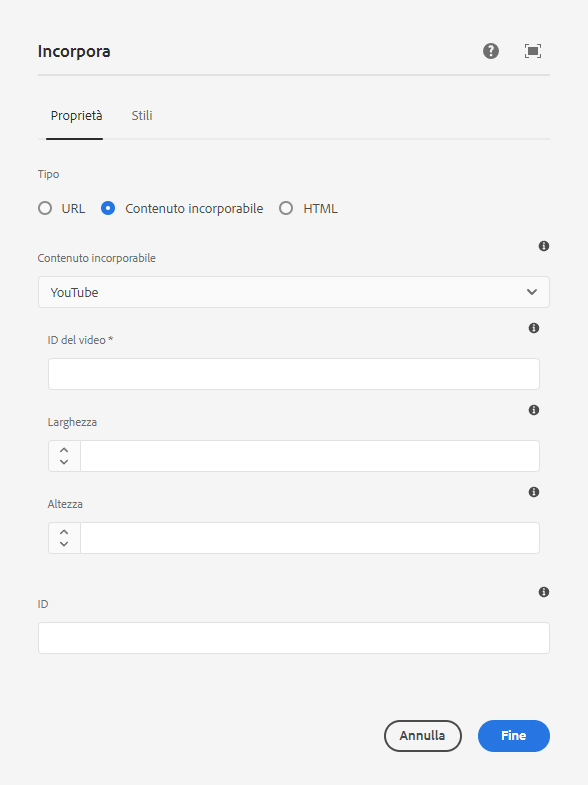 Incorpora
Proprietà Stili
Tipo
URL Contenuto incorporabile HTML
Contenuto incorporabile
YouTube
ID del video *
Larghezza
Altezza
ID
Annulla Fine